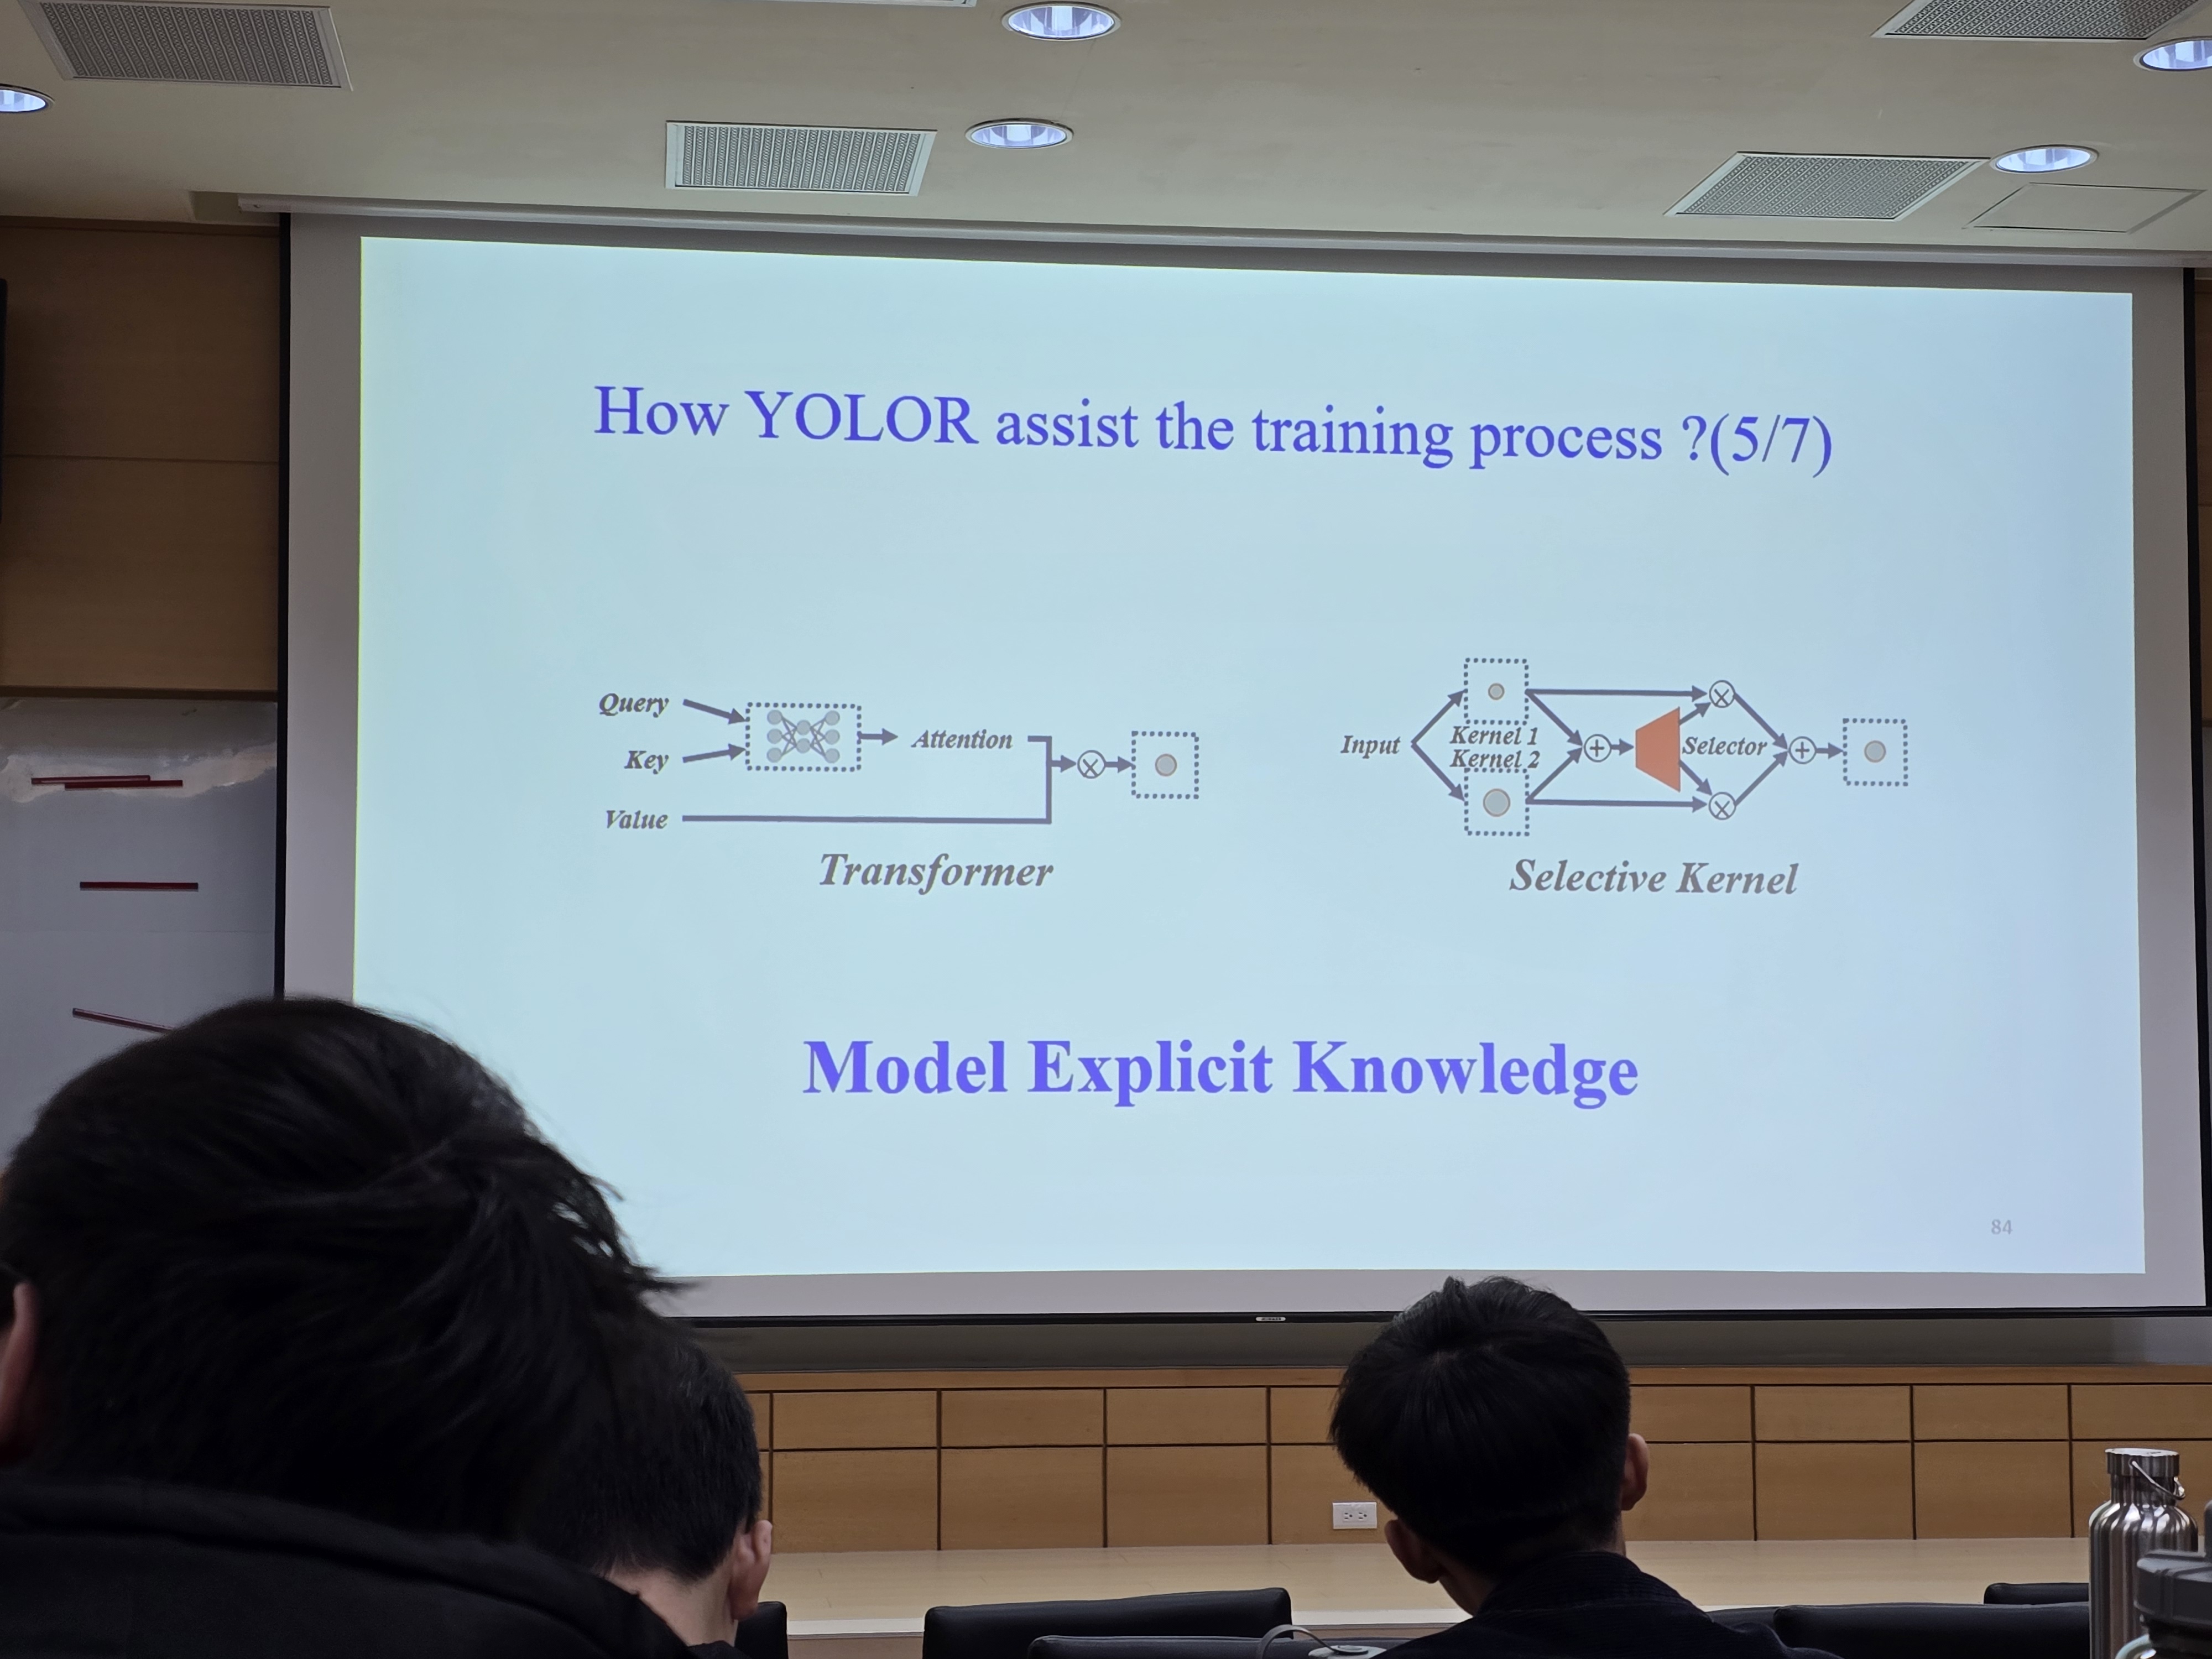 How YOLOR assist the training process ?(5/7)
Query
Key
Value
Attention
Transformer
Input
Kernel 1
Kernel 2
Selector
Selective Kernel
Model Explicit Knowledge
84